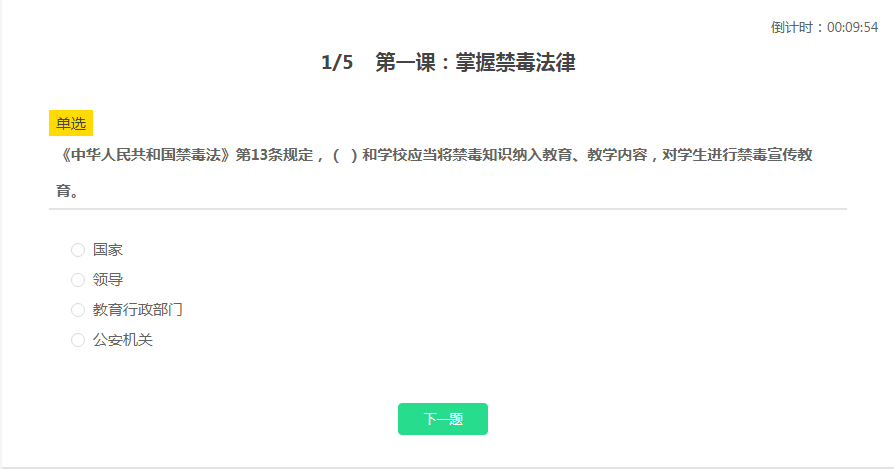 倒计时：00:09:54
1/5 第一课：掌握禁毒法律
单选
《中华人民共和国禁毒法》第13条规定，（ ）和学校应当将禁毒知识纳入教育、教学内容，对学生进行禁毒宣传教
育。
国家
领导
教育行政部门
公安机关
下一题